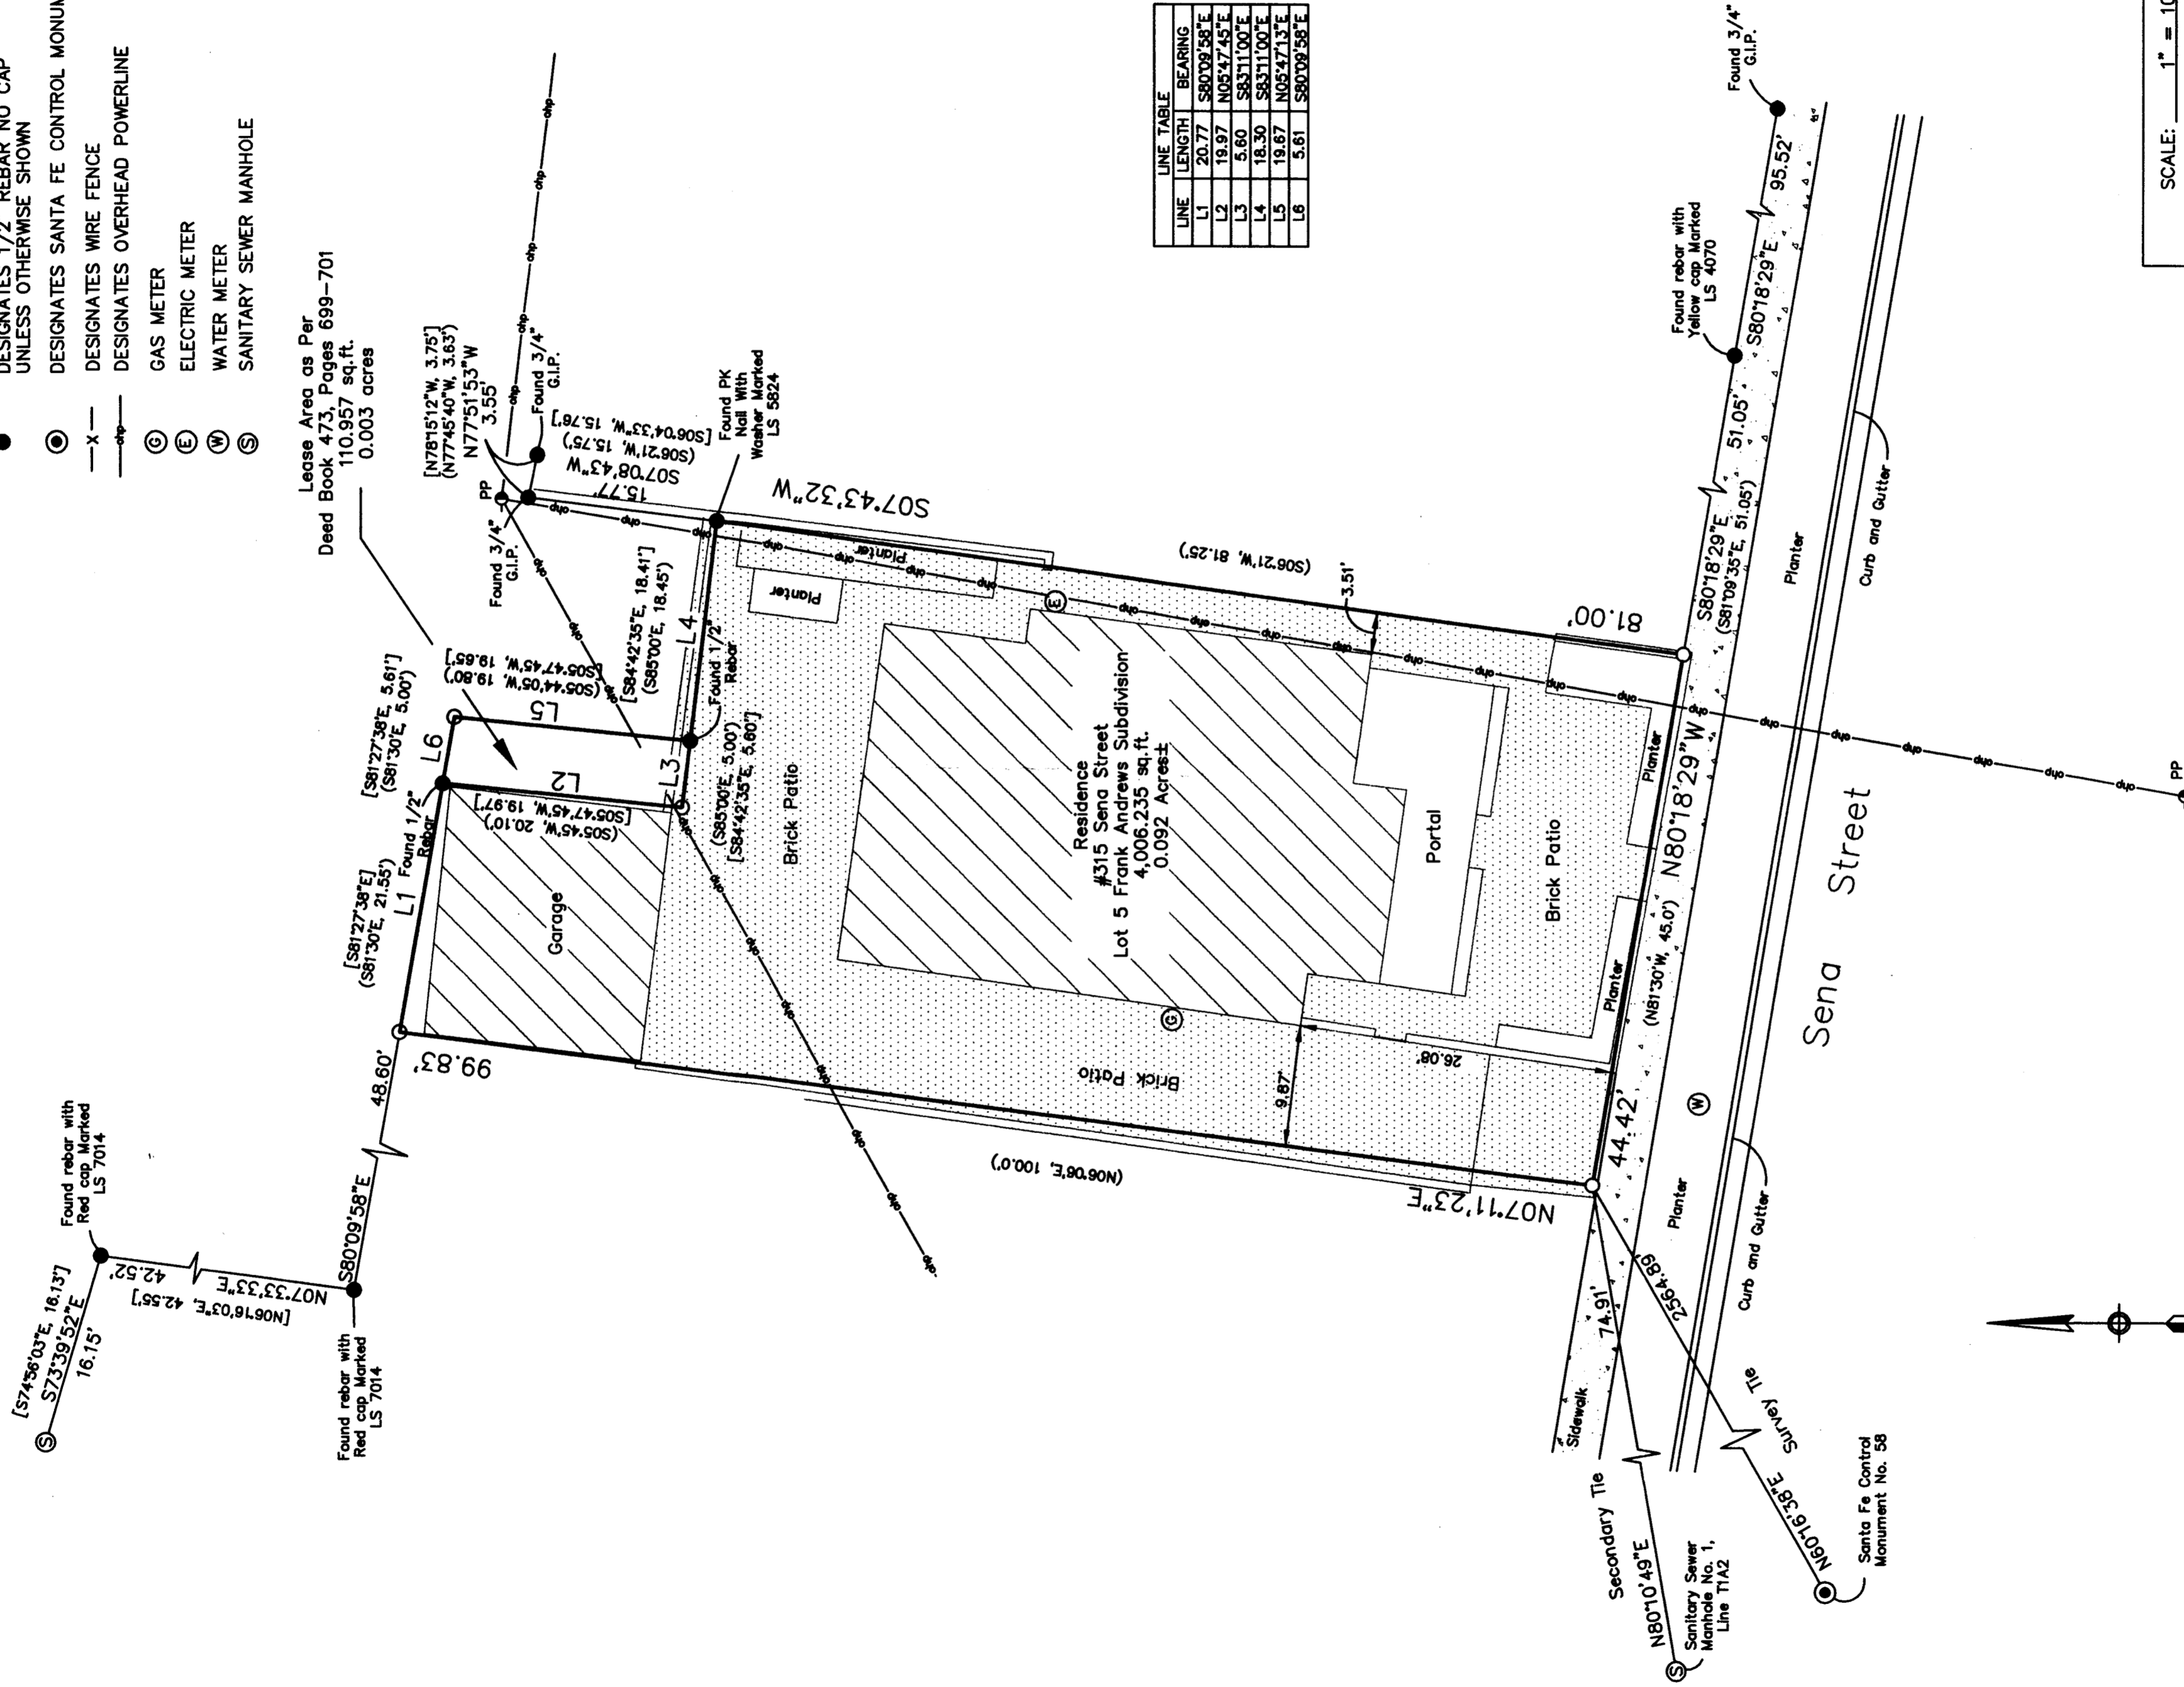 DESIGNATES 1/2" REBAR NO CAP
UNLESS OTHERWISE SHOWN
DESIGNATES SANTA FE CONTROL
DESIGNATES WIRE FENCE
DESIGNATES OVERHEAD POWERLINE
GAS METER
ELECTRIC METER
WATER METER
SANITARY SEWER MANHOLE
X
ohp
G
E
W
S
Lease Area as Per
Deed Book 473, Pages 699-701
110.957 sq.ft.
0.003 acres
[N78°15'12"W, 3.75']
(N77°45'40"W, 3.63')
N77°51'53"W
3.55'
PP
Found 3/4"
G.I.P.
Found 3/4"
G.I.P.
[S06°04'33"W, 15.76']
(S06°21'W, 15.75')
S07°08'43"W
15.77'
Found PK
Nail With
Washer Marked
LS 5824
S07°43'32"W
(S06°21'W, 81.25')
81.00'
3.51'
LINE TABLE
LINE LENGTH BEARING
L1 20.77 S80°09'58"E
L2 19.97 N05°47'45"E
L3 5.60 S83°11'00"E
L4 18.30 S83°11'00"E
L5 19.67 N05°47'13"E
L6 5.61 S80°09'58"E
[S81°27'38"E, 5.61']
(S81°30'E, 5.00')
L6
L5
(S05°44'05"W, 19.80')
[S05°47'45"W, 19.65']
[S84°42'35"E, 18.41']
(S85°00'E, 18.45')
L4
Found 1/2"
Rebar
L3
(S85°00'E, 5.00')
[S84°42'35"E, 5.60']
L2
(S05°45'W, 20.10')
[S05°47'45"W, 19.97']
[S81°27'38"E]
(S81°30'E, 21.55')
L1
Found 1/2"
Rebar
Garage
Brick Patio
Planter
Planter
E
Residence
#315 Sena Street
Lot 5 Frank Andrews Subdivision
4,006.235 sq.ft.
0.092 Acres±
Portal
Brick Patio
Planter
Planter
G
Brick Patio
9.87'
26.08'
99.83'
(N06°06'E, 100.0')
N07°11'23"E
48.60'
S80°09'58"E
Found rebar with
Red cap Marked
LS 7014
Found rebar with
Red cap Marked
LS 7014
42.52'
N07°33'33"E
[N06°16'03"E, 42.55']
[S74°56'03"E, 16.13']
S73°39'52"E
16.15'
S
44.42'
N80°18'29"W
(N81°30'W, 45.0')
S80°18'29"E
(S81°09'35"E, 51.05')
51.05'
Found rebar with
Yellow cap Marked
LS 4070
S80°18'29"E
95.52'
Found 3/4"
G.I.P.
Planter
Curb and Gutter
Sena Street
W
Planter
Curb and Gutter
PP
Sidewalk
74.91'
2564.89'
Secondary Tie
N80°10'49"E
S
Sanitary Sewer
Manhole No. 1,
Line T1A2
Survey Tie
N60°16'38"E
Santa Fe Control
Monument No. 58
SCALE: 1" =